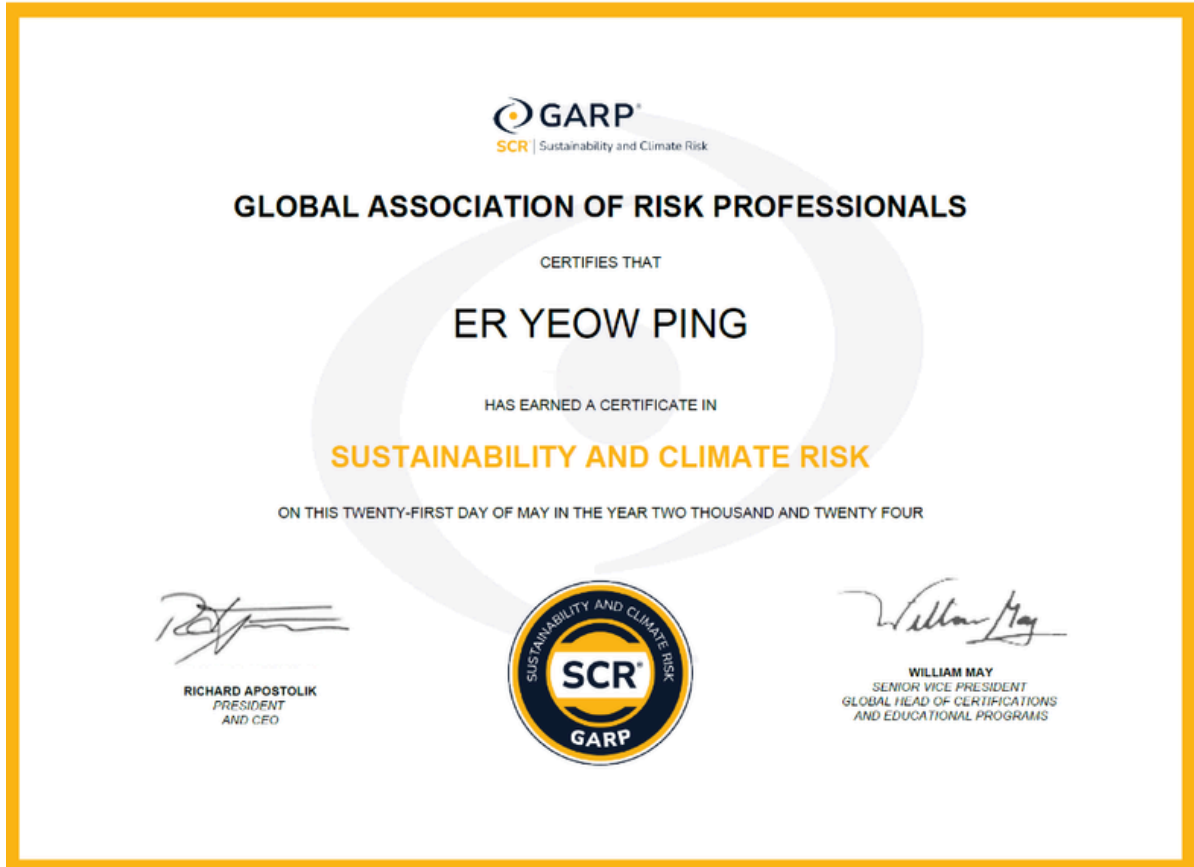 GARP®
SCR | Sustainability and Climate Risk
GLOBAL ASSOCIATION OF RISK PROFESSIONALS
CERTIFIES THAT
ER YEOW PING
HAS EARNED A CERTIFICATE IN
SUSTAINABILITY AND CLIMATE RISK
ON THIS TWENTY-FIRST DAY OF MAY IN THE YEAR TWO THOUSAND AND TWENTY FOUR
RICHARD APOSTOLIK
PRESIDENT
AND CEO
SUSTAINABILITY AND CLIMATE RISK
SCR®
GARP
William May
WILLIAM MAY
SENIOR VICE PRESIDENT
GLOBAL HEAD OF CERTIFICATIONS
AND EDUCATIONAL PROGRAMS